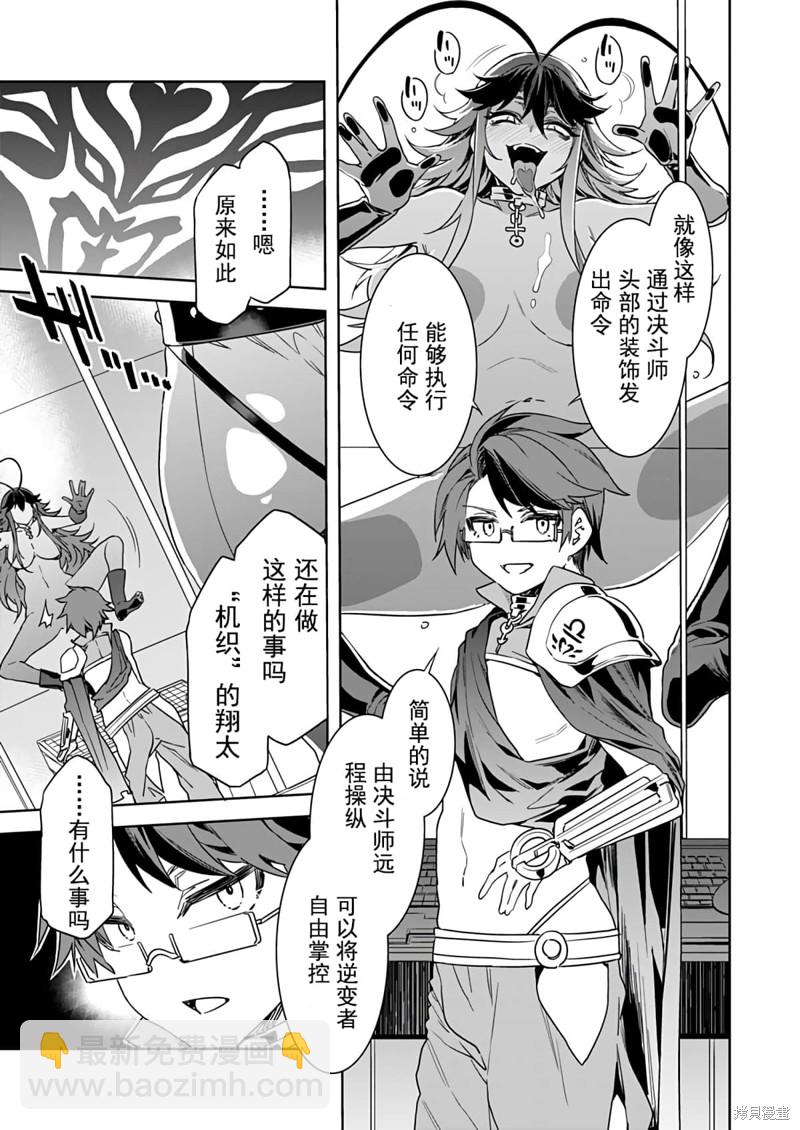 就像这样
通过决斗师
头部的装饰发
出命令
能够执行
任何命令
简单的说
由决斗师远
程操纵
可以将逆变者
自由掌控
……嗯
原来如此
还在做
这样的事吗
“机织”的翔太
……有什么事吗
最新免费漫画
www.baozimh.com
拷貝漫畫